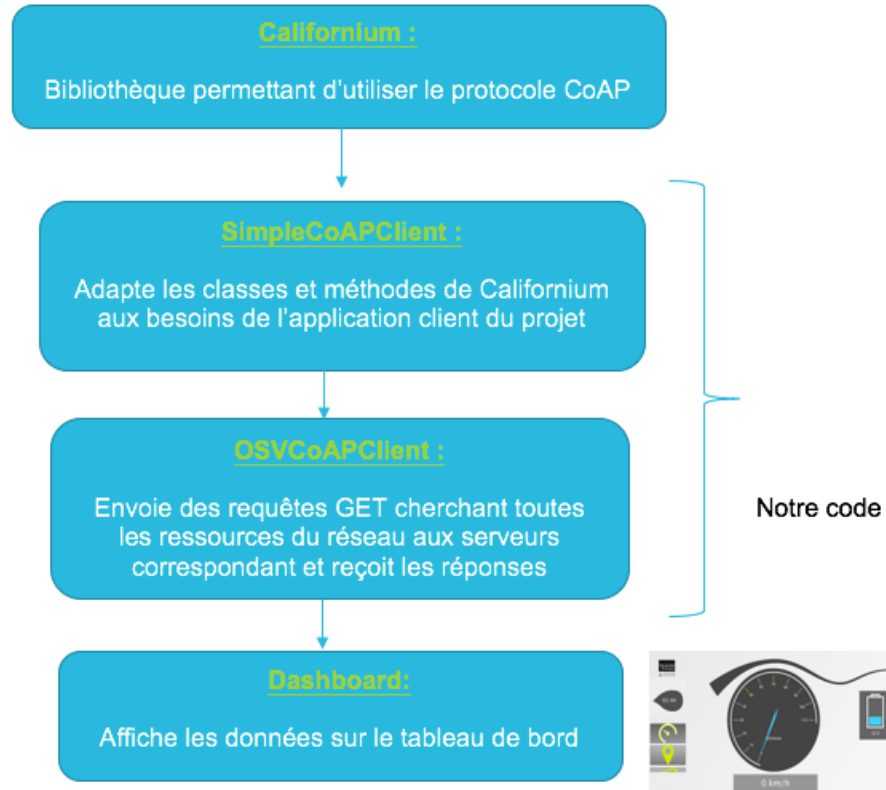 Californium :
Bibliothèque permettant d'utiliser le protocole CoAP
SimpleCoAPClient :
Adapte les classes et méthodes de Californium
aux besoins de l'application client du projet
OSVCoAPClient :
Envoie des requêtes GET cherchant toutes
les ressources du réseau aux serveurs
correspondant et reçoit les réponses
Notre code
Dashboard:
Affiche les données sur le tableau de bord
0 km/h